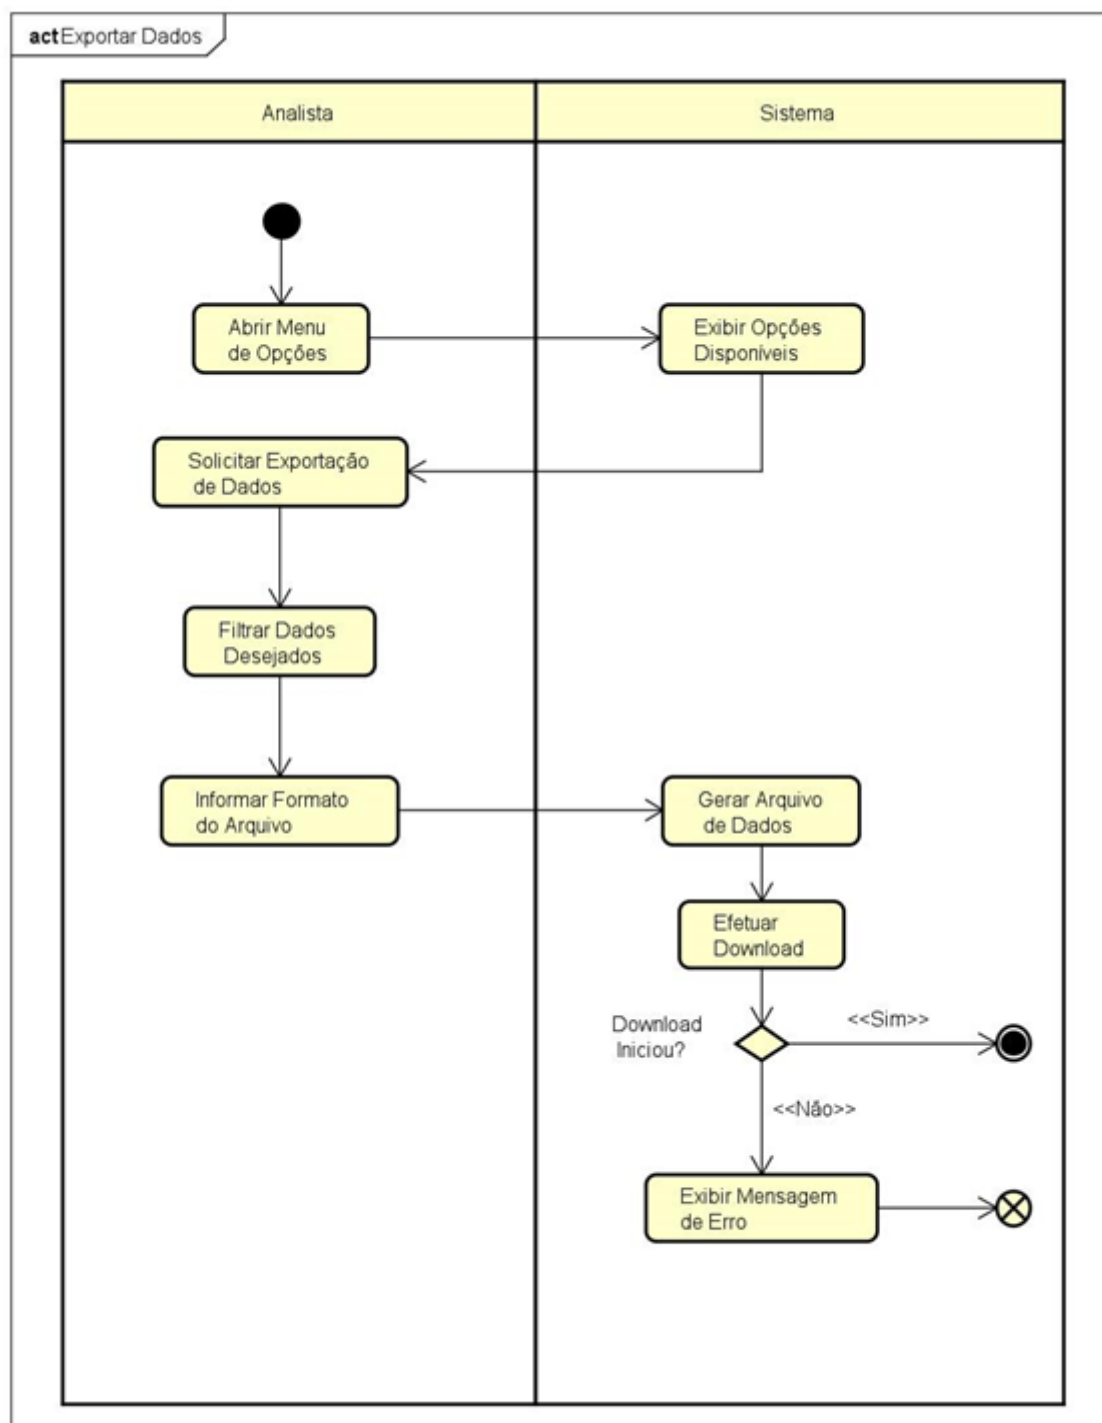 act Exportar Dados
Analista
Sistema
Abrir Menu
de Opções
Exibir Opções
Disponíveis
Solicitar Exportação
de Dados
Filtrar Dados
Desejados
Informar Formato
do Arquivo
Gerar Arquivo
de Dados
Efetuar
Download
Download
Iniciou?
<<Sim>>
<<Não>>
Exibir Mensagem
de Erro